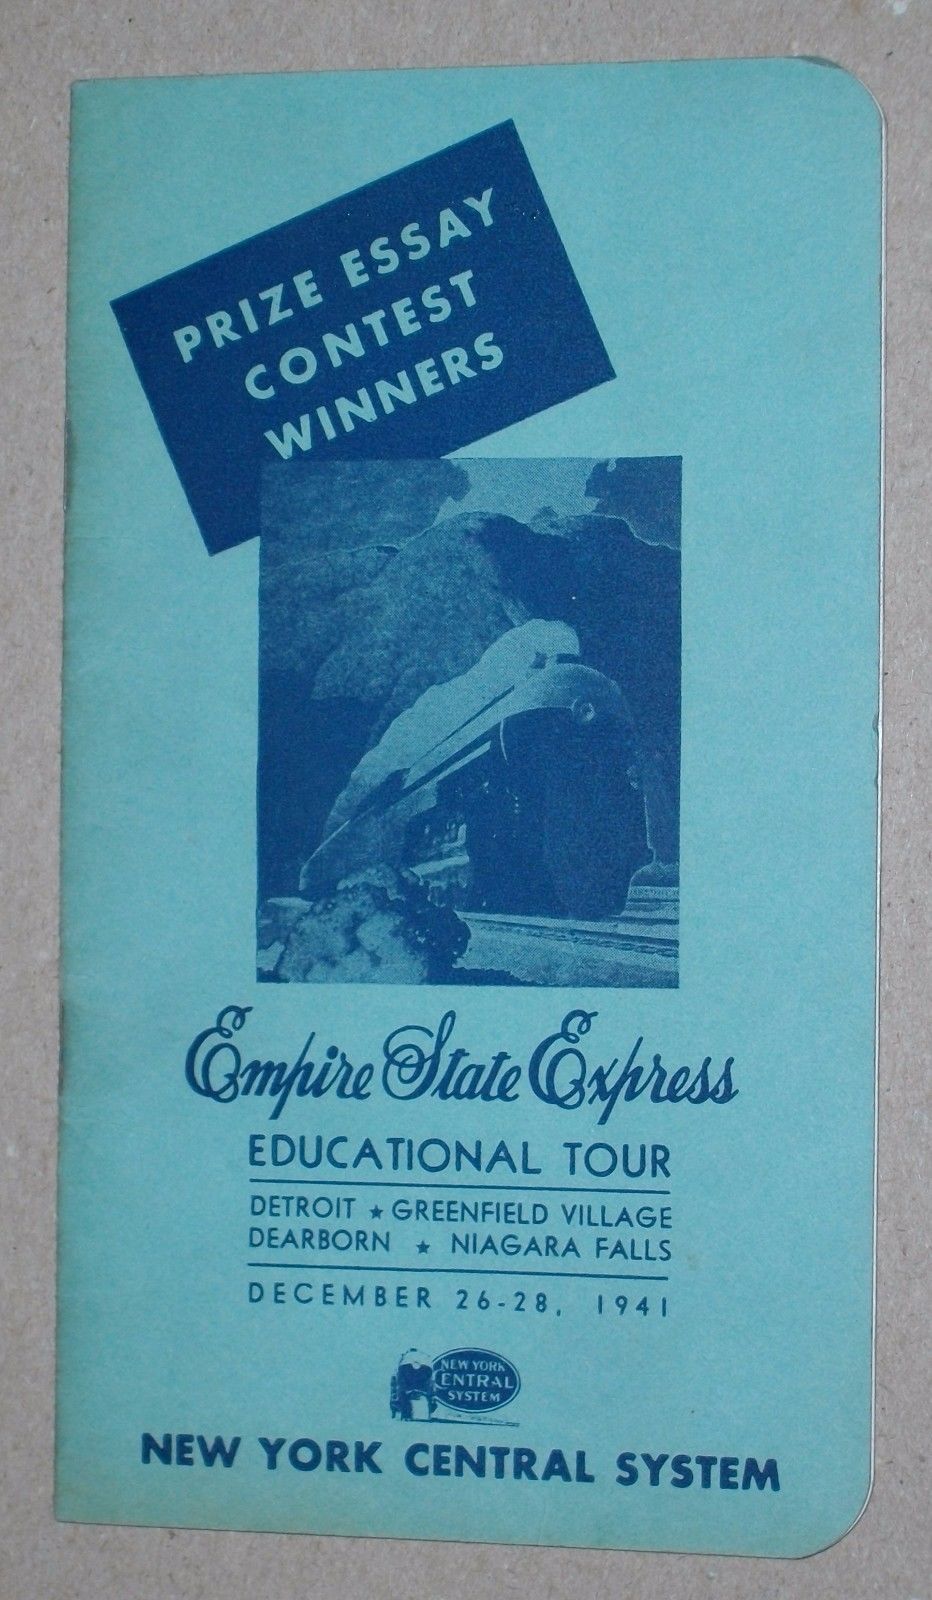 PRIZE ESSAY
CONTEST
WINNERS
Empire State Express
EDUCATIONAL TOUR
DETROIT ★ GREENFIELD VILLAGE
DEARBORN ★ NIAGARA FALLS
DECEMBER 26-28, 1941
NEW YORK
CENTRAL
SYSTEM
NEW YORK CENTRAL SYSTEM